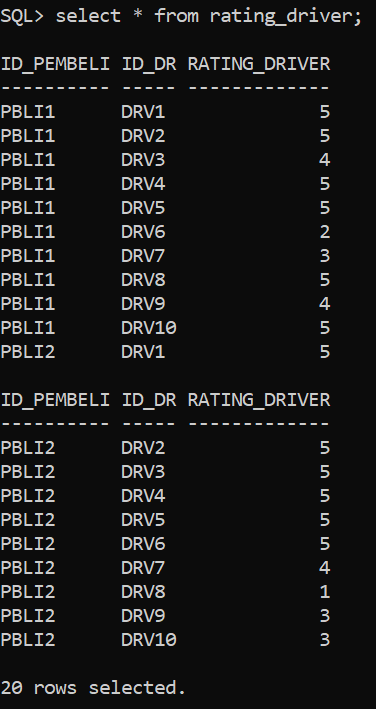 SQL> select * from rating_driver;
ID_PEMBELI ID_DR RATING_DRIVER
---------- ----- -------------
PBLI1      DRV1              5
PBLI1      DRV2              5
PBLI1      DRV3              4
PBLI1      DRV4              5
PBLI1      DRV5              5
PBLI1      DRV6              2
PBLI1      DRV7              3
PBLI1      DRV8              5
PBLI1      DRV9              4
PBLI1      DRV10             5
PBLI2      DRV1              5
ID_PEMBELI ID_DR RATING_DRIVER
---------- ----- -------------
PBLI2      DRV2              5
PBLI2      DRV3              5
PBLI2      DRV4              5
PBLI2      DRV5              5
PBLI2      DRV6              5
PBLI2      DRV7              4
PBLI2      DRV8              1
PBLI2      DRV9              3
PBLI2      DRV10             3
20 rows selected.